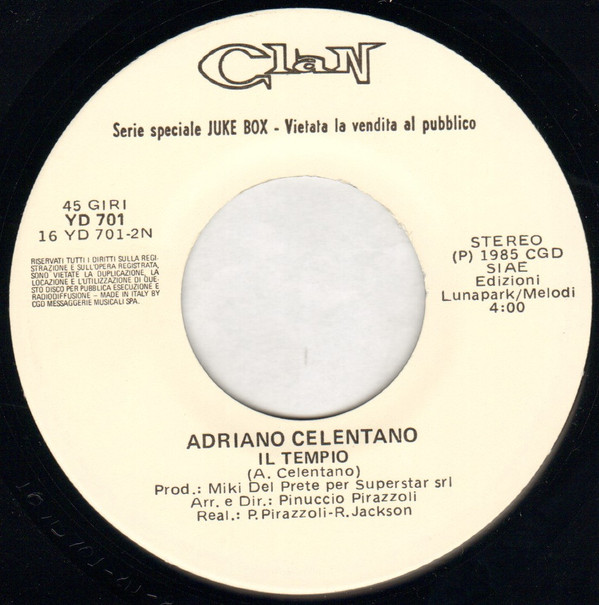 Clan
Serie speciale JUKE BOX - Vietata la vendita al pubblico
45 GIRI
YD 701
16 YD 701-2N
RISERVATI TUTTI I DIRITTI SULLA REGI-
STRAZIONE E SULL'OPERA REGISTRATA,
SONO VIETATE LA DUPLICAZIONE, LA
LOCAZIONE E L'UTILIZZAZIONE DI QUE-
STO DISCO PER PUBBLICA ESECUZIONE E
RADIODIFFUSIONE – MADE IN ITALY BY
CGD MESSAGGERIE MUSICALI SPA.
STEREO
(P) 1985 CGD
SIAE
Edizioni
Lunapark/Melodi
4:00
ADRIANO CELENTANO
IL TEMPIO
(A. Celentano)
Prod.: Miki Del Prete per Superstar srl
Arr. e Dir.: Pinuccio Pirazzoli
Real.: P.Pirazzoli-R.Jackson